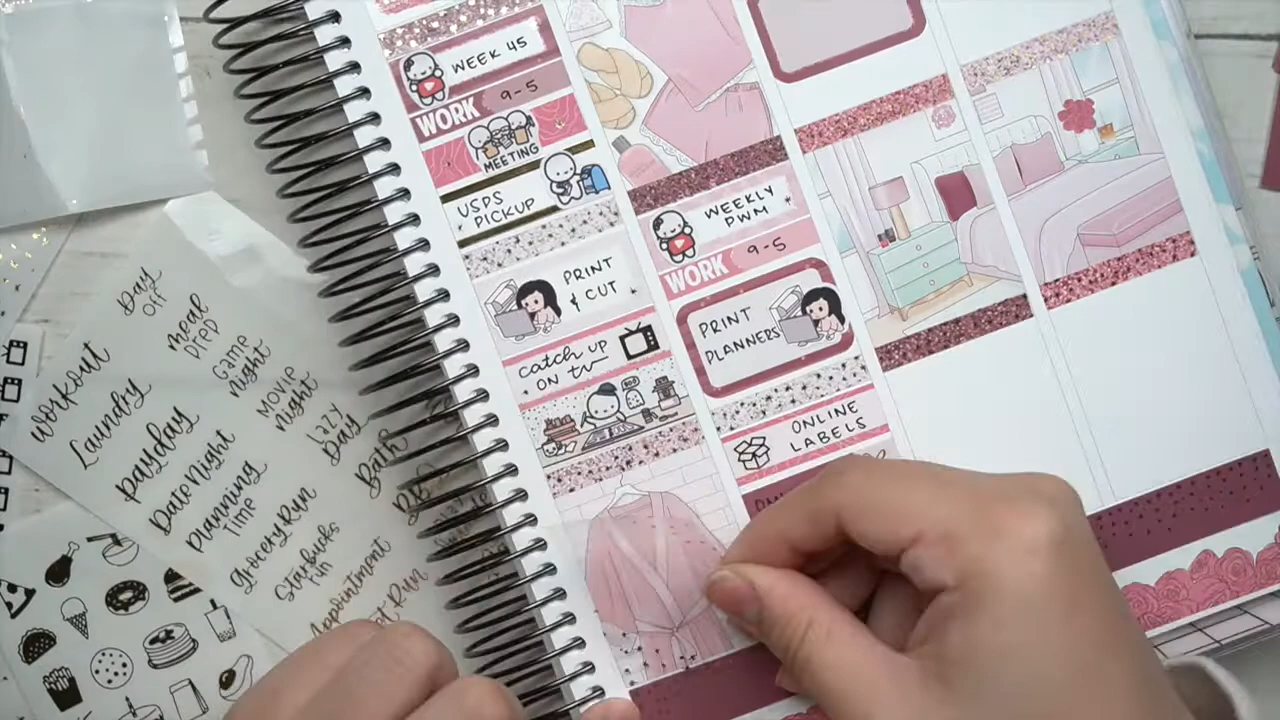 WEEK 45
WORK 9-5
MEETING
USPS
PICKUP
PRINT
& CUT
catch up
ON tv
WEEKLY
PWM
WORK 9-5
PRINT
PLANNERS
ONLINE
LABELS
Day
Off
Meal
Prep
workout
Game
Night
Laundry
MOVIE
night
payday
LAZY
Day
Date Night
Bath
Planning
Time
Grocery Run
Starbucks
run
Appointment